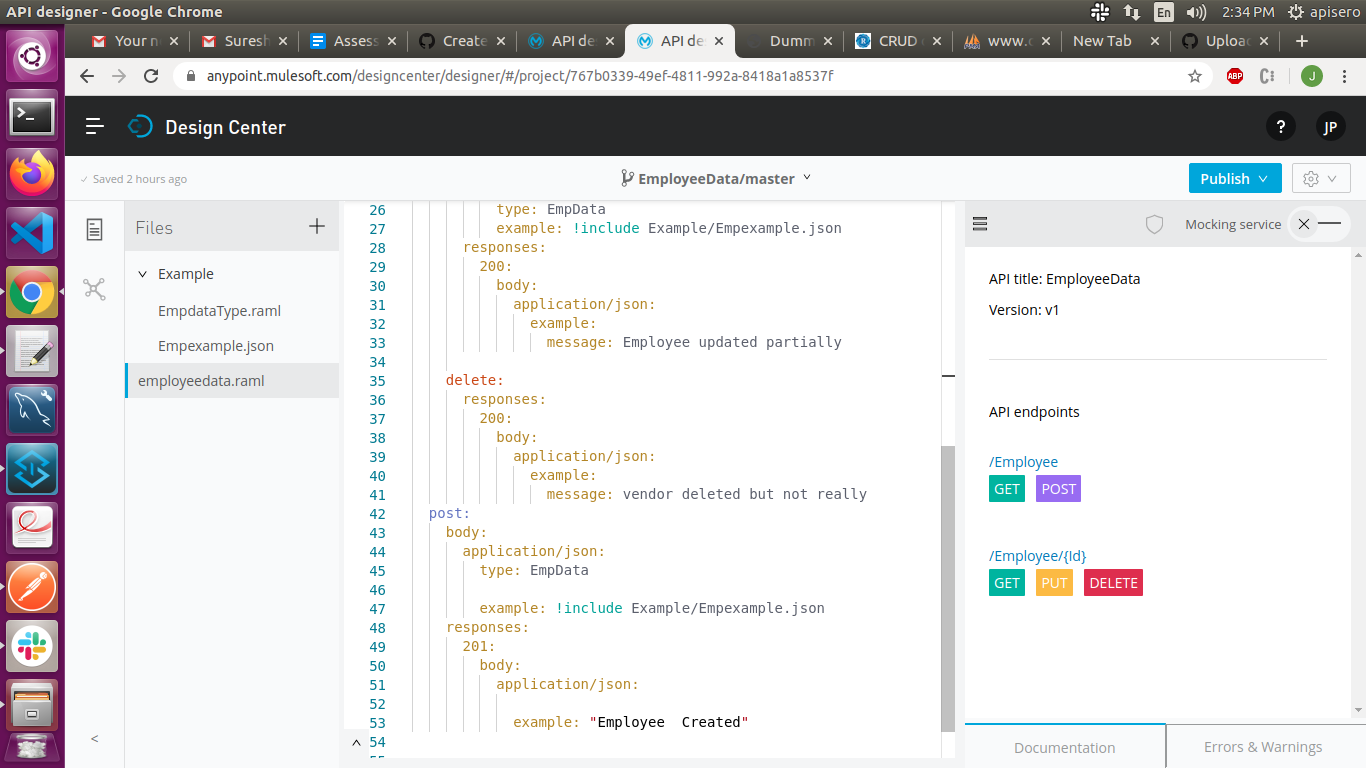 API designer - Google Chrome
En 2:34 PM apisero
Your n Suresh Assess Create API de API de Dumm CRUD www. New Tab Uploa
anypoint.mulesoft.com/designcenter/designer/#/project/767b0339-49ef-4811-992a-8418a1a8537f ABP J
Design Center ? JP
Saved 2 hours ago EmployeeData/master Publish
Files
Example
EmpdataType.raml
Empexample.json
employeedata.raml
26 type: EmpData
27 example: !include Example/Empexample.json
28 responses:
29 200:
30 body:
31 application/json:
32 example:
33 message: Employee updated partially
34
35 delete:
36 responses:
37 200:
38 body:
39 application/json:
40 example:
41 message: vendor deleted but not really
42 post:
43 body:
44 application/json:
45 type: EmpData
46
47 example: !include Example/Empexample.json
48 responses:
49 201:
50 body:
51 application/json:
52
53 example: "Employee  Created"
54
Mocking service
API title: EmployeeData
Version: v1
API endpoints
/Employee
GET POST
/Employee/{Id}
GET PUT DELETE
Documentation Errors & Warnings